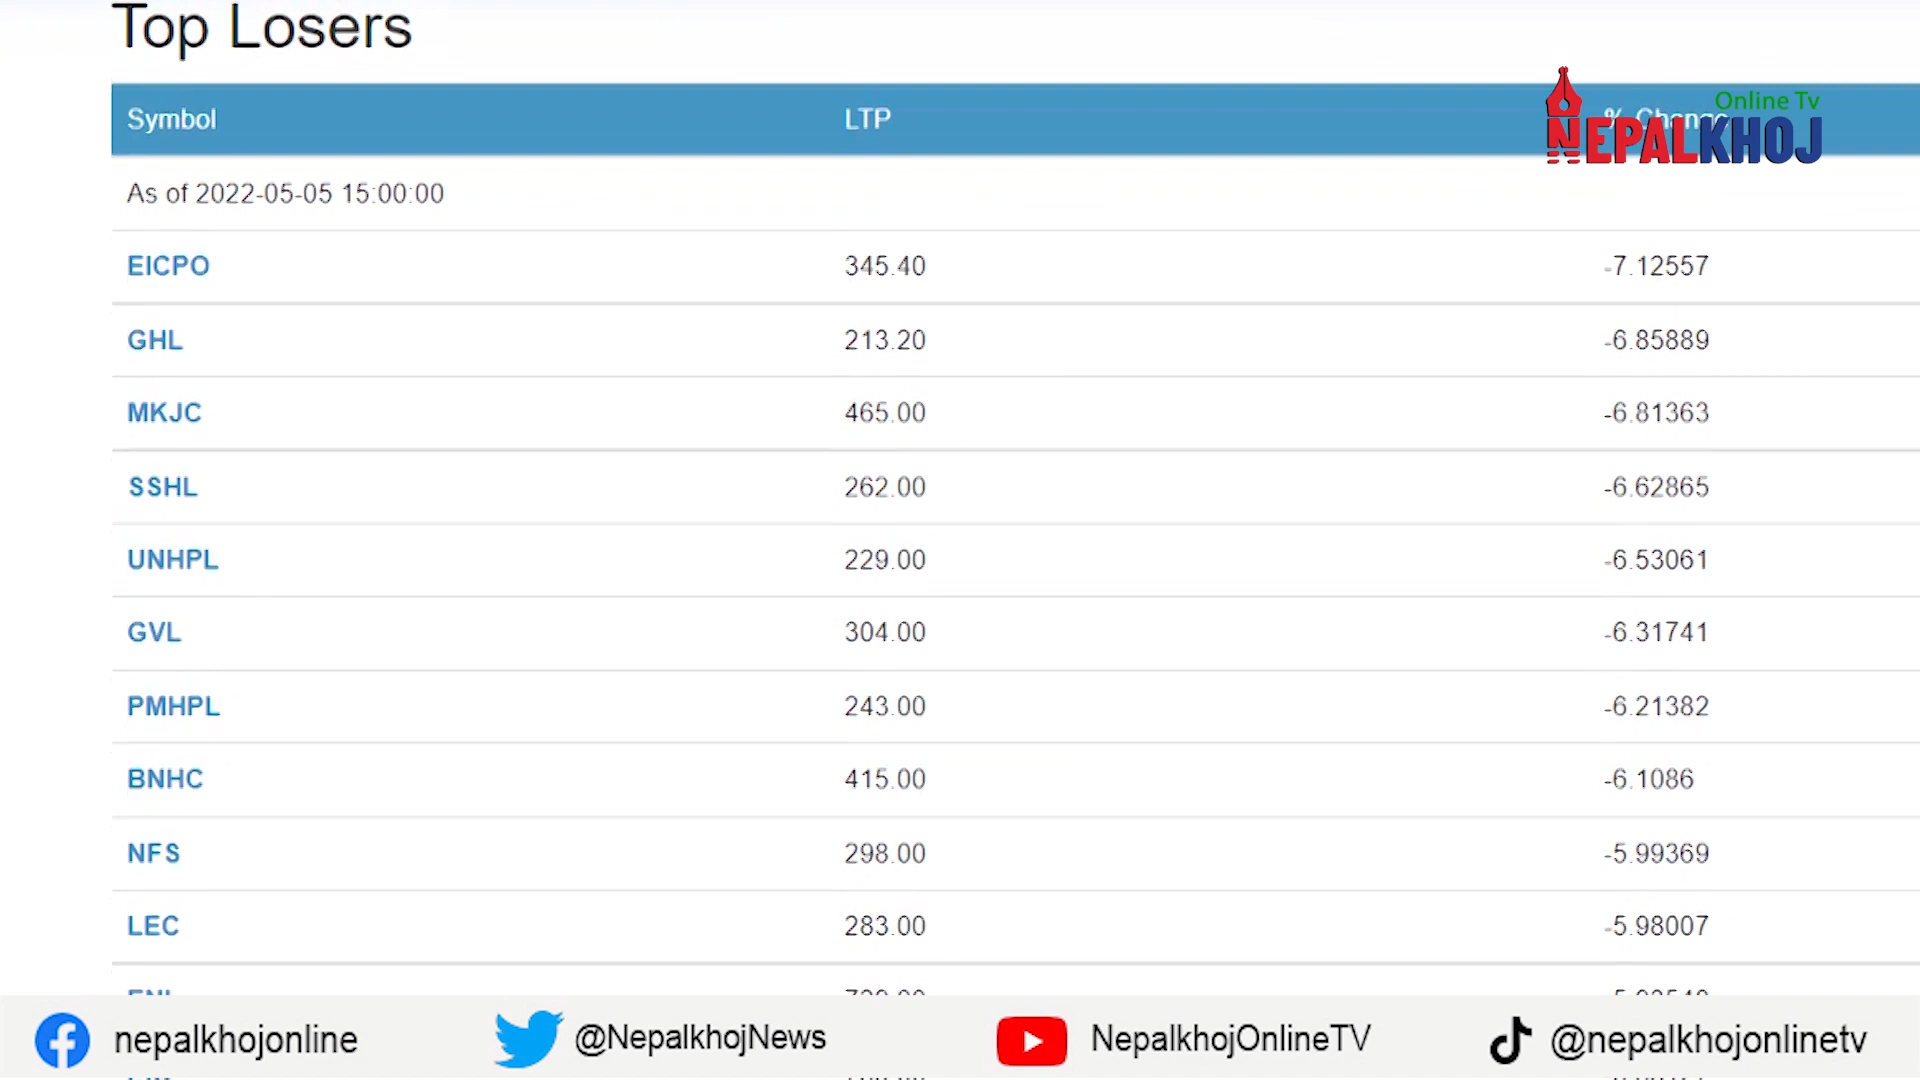 Top Losers
Symbol LTP % Change
Online Tv
NEPALKHOJ
As of 2022-05-05 15:00:00
EICPO 345.40 -7.12557
GHL 213.20 -6.85889
MKJC 465.00 -6.81363
SSHL 262.00 -6.62865
UNHPL 229.00 -6.53061
GVL 304.00 -6.31741
PMHPL 243.00 -6.21382
BNHC 415.00 -6.1086
NFS 298.00 -5.99369
LEC 283.00 -5.98007
nepalkhojonline @NepalkhojNews NepalkhojOnlineTV @nepalkhojonlinetv